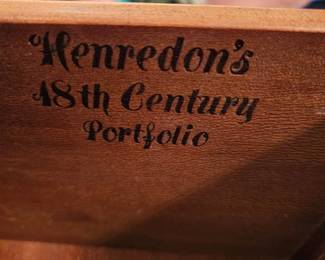 Henredon's
18th Century
Portfolio